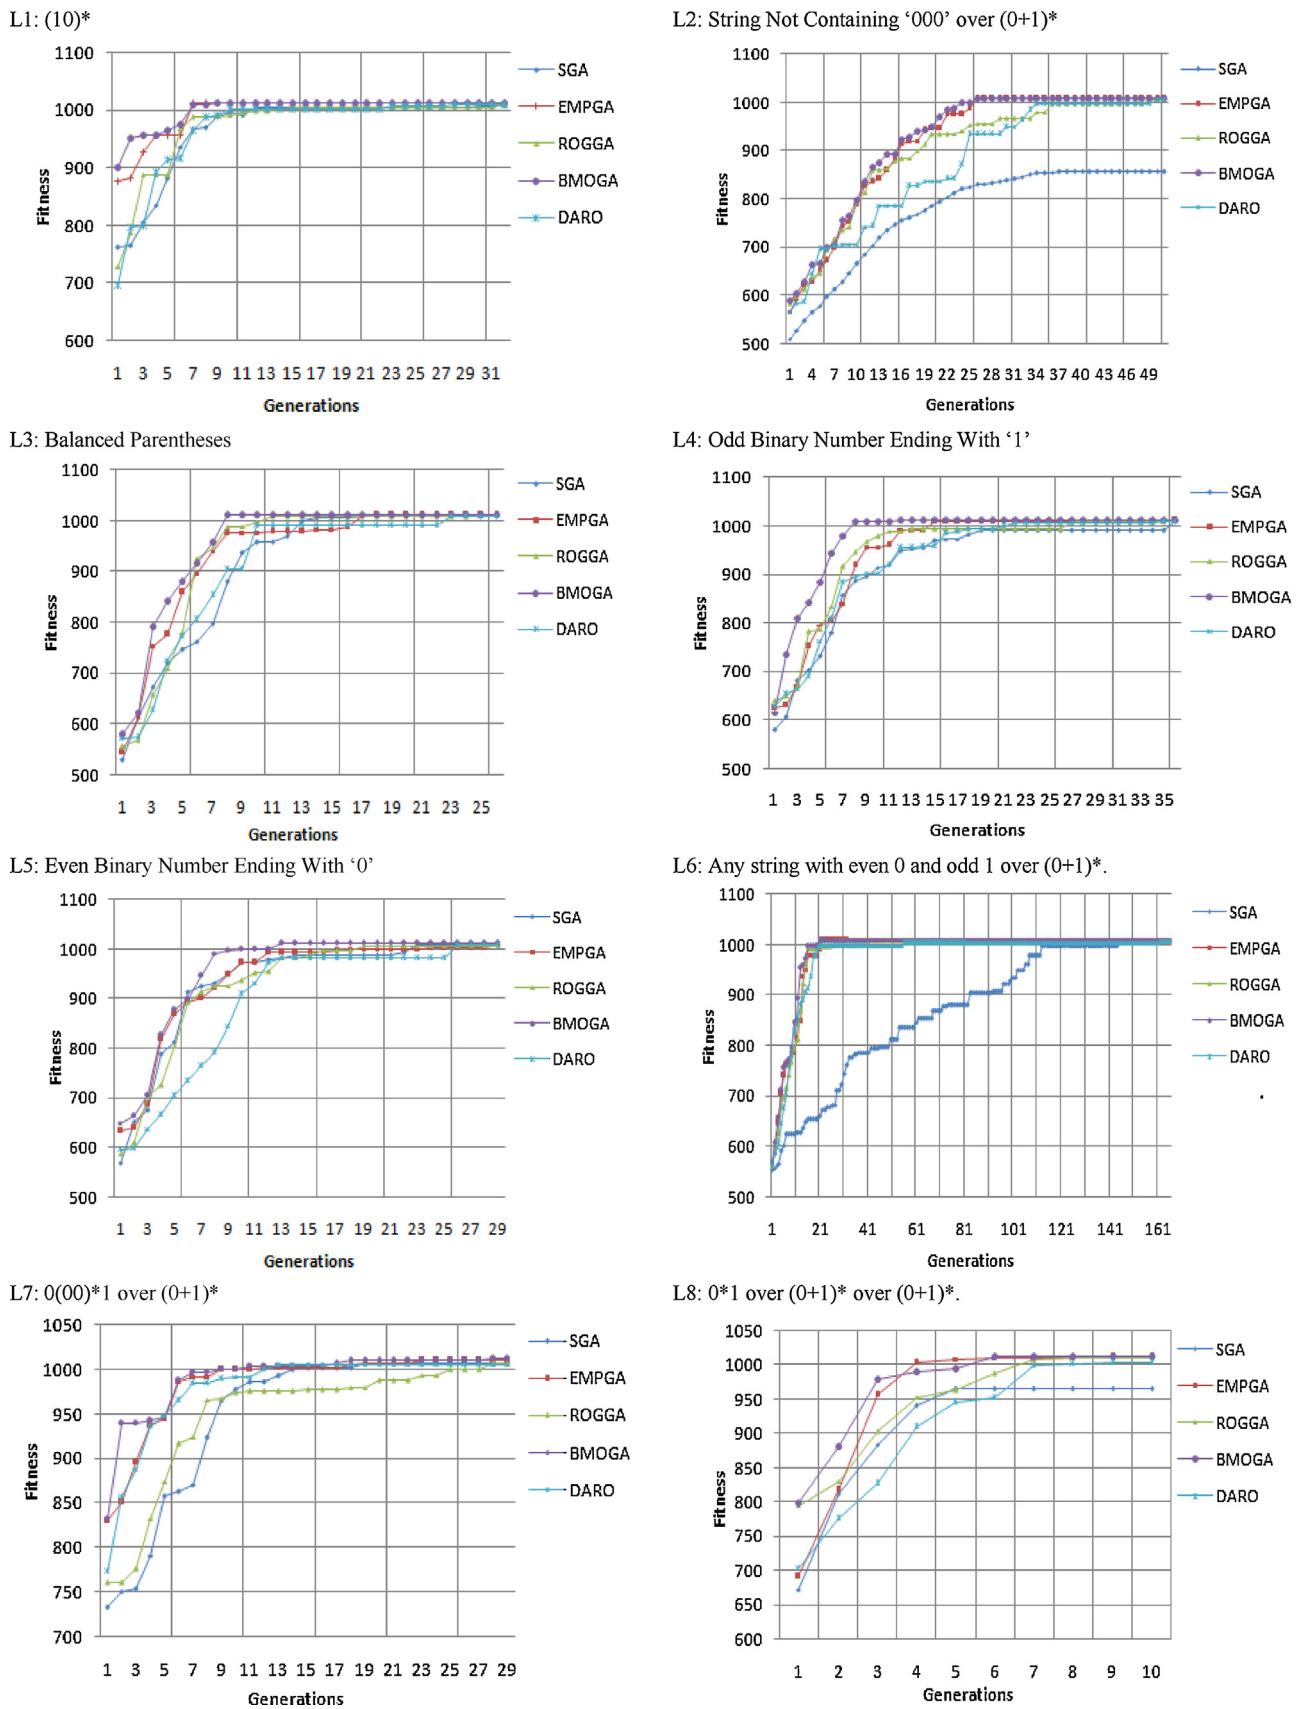 L1: (10)*
1100
1000
900
800
700
600
Fitness
1 3 5 7 9 11 13 15 17 19 21 23 25 27 29 31
Generations
SGA
EMPGA
ROGGA
BMOGA
DARO
L2: String Not Containing ‘000’ over (0+1)*
1100
1000
900
800
700
600
500
Fitness
1 4 7 10 13 16 19 22 25 28 31 34 37 40 43 46 49
Generations
SGA
EMPGA
ROGGA
BMOGA
DARO
L3: Balanced Parentheses
1100
1000
900
800
700
600
500
Fitness
1 3 5 7 9 11 13 15 17 19 21 23 25
Generations
SGA
EMPGA
ROGGA
BMOGA
DARO
L4: Odd Binary Number Ending With ‘1’
1100
1000
900
800
700
600
500
Fitness
1 3 5 7 9 11 13 15 17 19 21 23 25 27 29 31 33 35
Generations
SGA
EMPGA
ROGGA
BMOGA
DARO
L5: Even Binary Number Ending With ‘0’
1100
1000
900
800
700
600
500
Fitness
1 3 5 7 9 11 13 15 17 19 21 23 25 27 29
Generations
SGA
EMPGA
ROGGA
BMOGA
DARO
L6: Any string with even 0 and odd 1 over (0+1)*.
1100
1000
900
800
700
600
500
Fitness
1 21 41 61 81 101 121 141 161
Generations
SGA
EMPGA
ROGGA
BMOGA
DARO
L7: 0(00)*1 over (0+1)*
1050
1000
950
900
850
800
750
700
Fitness
1 3 5 7 9 11 13 15 17 19 21 23 25 27 29
Generations
SGA
EMPGA
ROGGA
BMOGA
DARO
L8: 0*1 over (0+1)* over (0+1)*.
1050
1000
950
900
850
800
750
700
650
600
Fitness
1 2 3 4 5 6 7 8 9 10
Generations
SGA
EMPGA
ROGGA
BMOGA
DARO